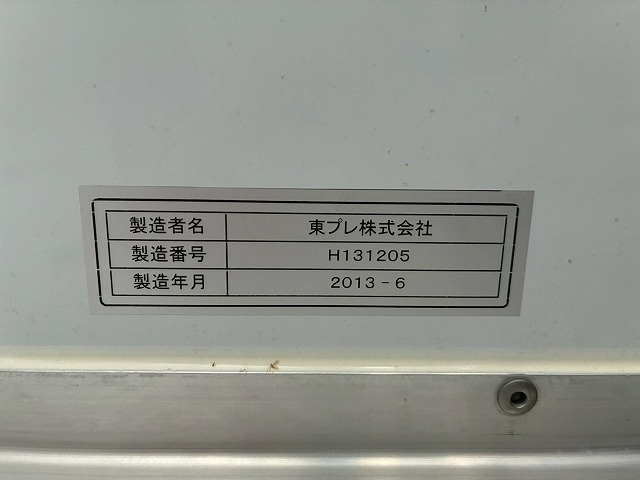 製造者名 東プレ株式会社
製造番号 H131205
製造年月 2013-6